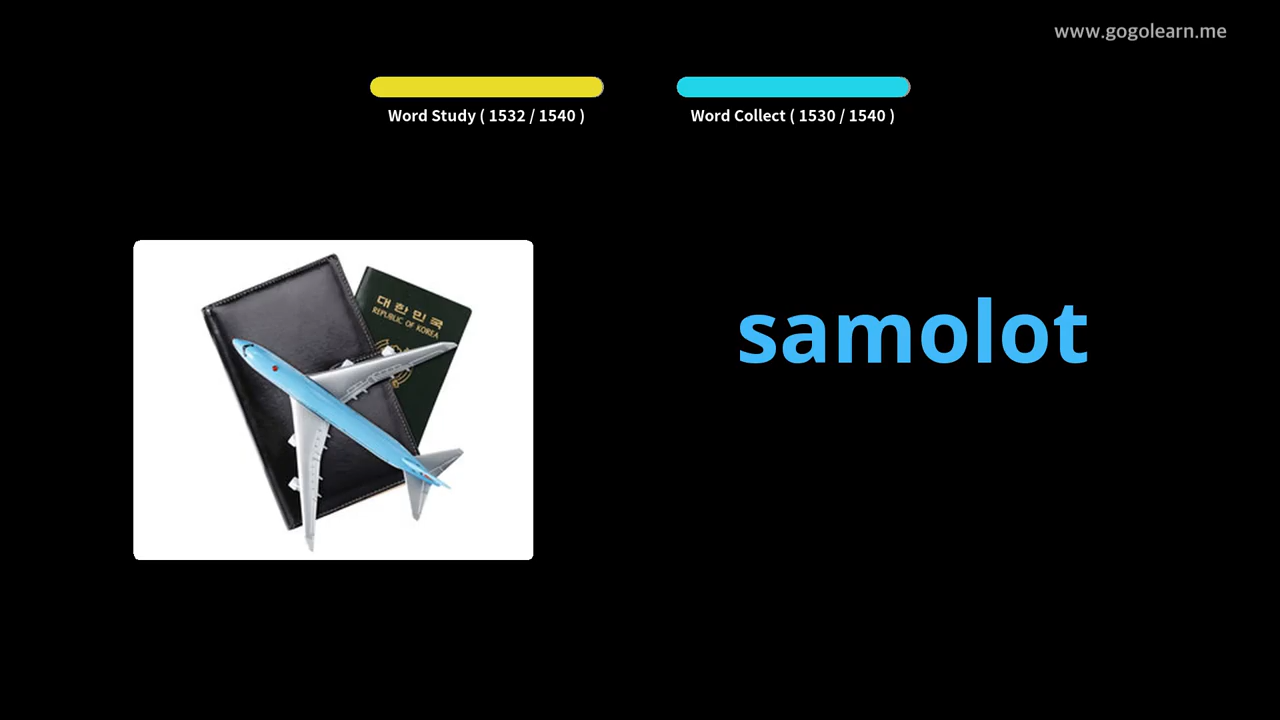 www.gogolearn.me
Word Study ( 1532 / 1540 )
Word Collect ( 1530 / 1540 )
대한민국
REPUBLIC OF KOREA
samolot